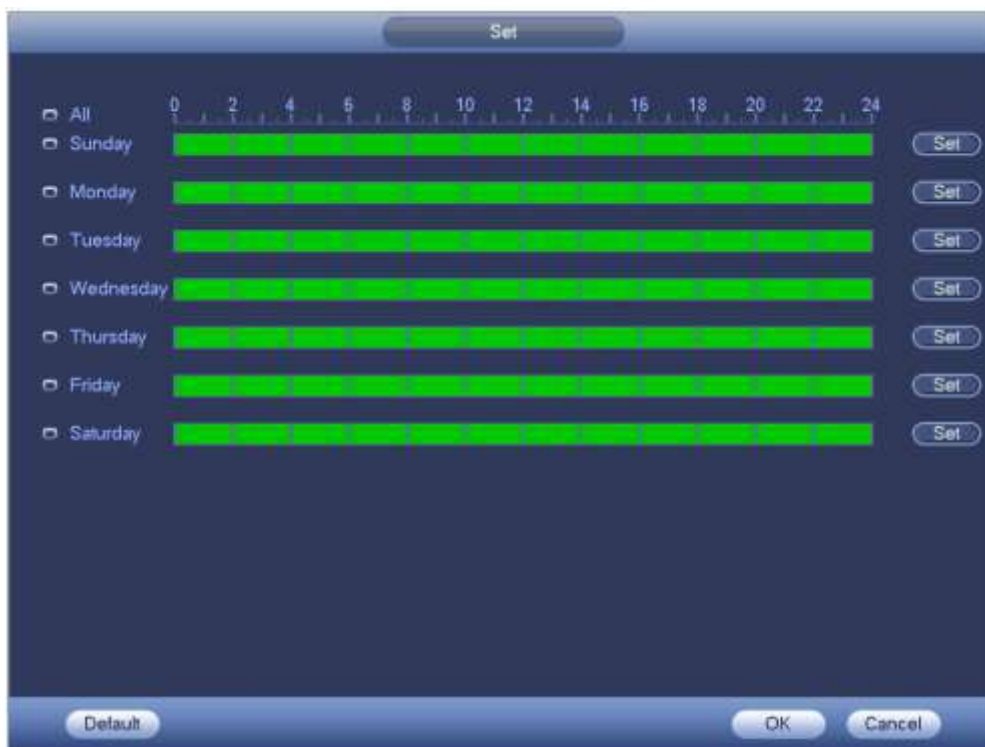 Set
0 2 4 6 8 10 12 14 16 18 20 22 24
All
Sunday Set
Monday Set
Tuesday Set
Wednesday Set
Thursday Set
Friday Set
Saturday Set
Default OK Cancel